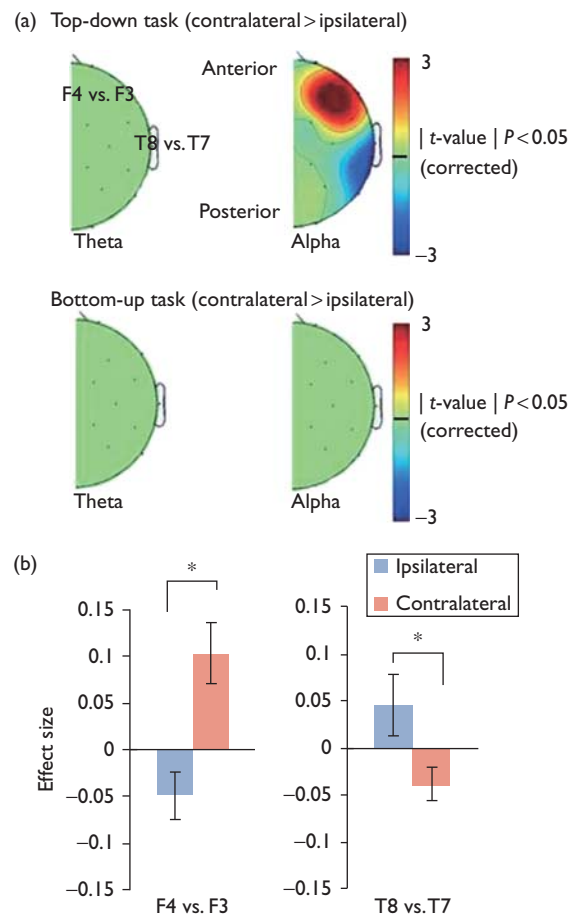 (a) Top-down task (contralateral>ipsilateral)
Anterior
F4 vs. F3
T8 vs. T7
Posterior
Theta
Alpha
3
| t-value | P<0.05
(corrected)
−3
Bottom-up task (contralateral>ipsilateral)
Theta
Alpha
3
| t-value | P<0.05
(corrected)
−3
(b)
Ipsilateral
Contralateral
Effect size
0.15
0.1
0.05
0
−0.05
−0.1
−0.15
*
F4 vs. F3
0.15
0.1
0.05
0
−0.05
−0.1
−0.15
*
T8 vs. T7